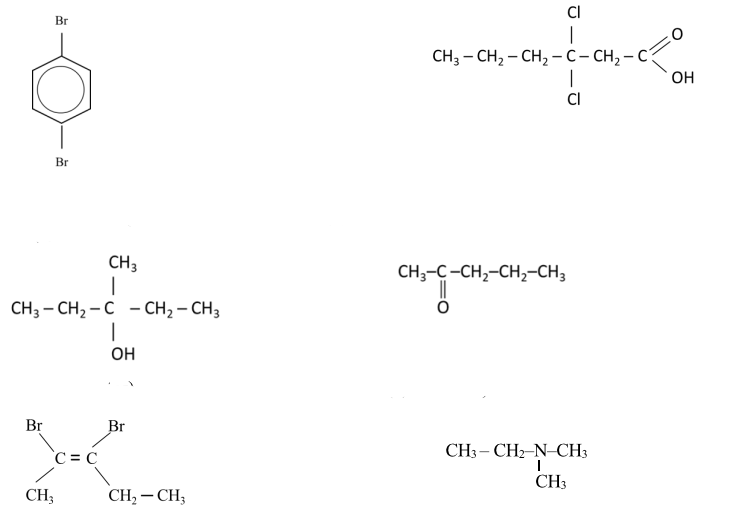 Br
Br
Cl
CH₃ – CH₂ – CH₂ – C – CH₂ – C
O
OH
Cl
CH₃
CH₃ – CH₂ – C – CH₂ – CH₃
OH
CH₃–C–CH₂–CH₂–CH₃
O
Br Br
C = C
CH₃ CH₂ – CH₃
CH₃ – CH₂–N–CH₃
CH₃